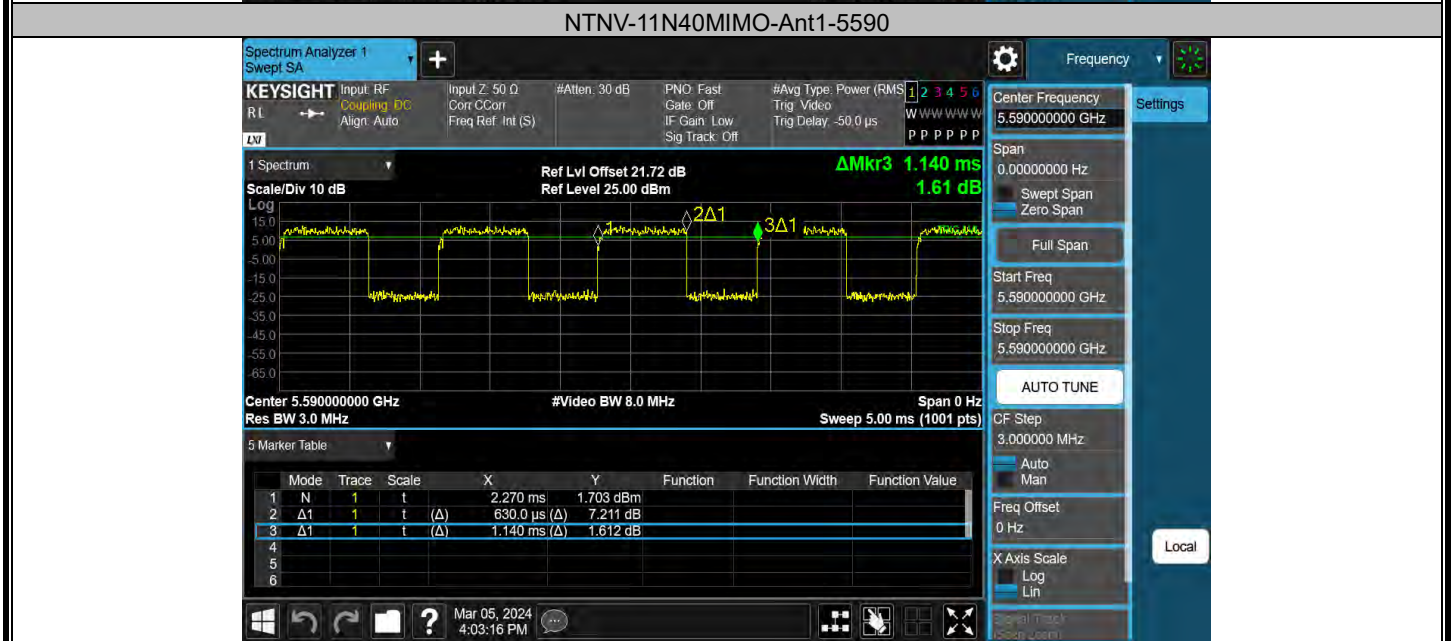 NTNV-11N40MIMO-Ant1-5590
Spectrum Analyzer 1
Swept SA
+
Frequency
KEYSIGHT
RL
LXI
Input: RF
Coupling: DC
Align: Auto
Input Z: 50 Ω
Corr CCorr
Freq Ref: Int (S)
#Atten: 30 dB
PNO: Fast
Gate: Off
IF Gain: Low
Sig Track: Off
#Avg Type: Power (RMS
Trig: Video
Trig Delay: -50.0 µs
1 2 3 4 5 6
W W W W W W
P P P P P P
1 Spectrum
Scale/Div 10 dB
Log
Ref Lvl Offset 21.72 dB
Ref Level 25.00 dBm
ΔMkr3 1.140 ms
1.61 dB
15.0
5.00
-5.00
-15.0
-25.0
-35.0
-45.0
-55.0
-65.0
1
2Δ1
3Δ1
Center 5.590000000 GHz
#Video BW 8.0 MHz
Span 0 Hz
Res BW 3.0 MHz
Sweep 5.00 ms (1001 pts)
5 Marker Table
Mode Trace Scale X Y Function Function Width Function Value
1 N 1 t 2.270 ms 1.703 dBm
2 Δ1 1 t (Δ) 630.0 µs (Δ) 7.211 dB
3 Δ1 1 t (Δ) 1.140 ms (Δ) 1.612 dB
4
5
6
Mar 05, 2024
4:03:16 PM
?
Center Frequency
5.590000000 GHz
Settings
Span
0.00000000 Hz
Swept Span
Zero Span
Full Span
Start Freq
5.590000000 GHz
Stop Freq
5.590000000 GHz
AUTO TUNE
CF Step
3.000000 MHz
Auto
Man
Freq Offset
0 Hz
X Axis Scale
Log
Lin
Local
Signal Track
(Span Zoom)